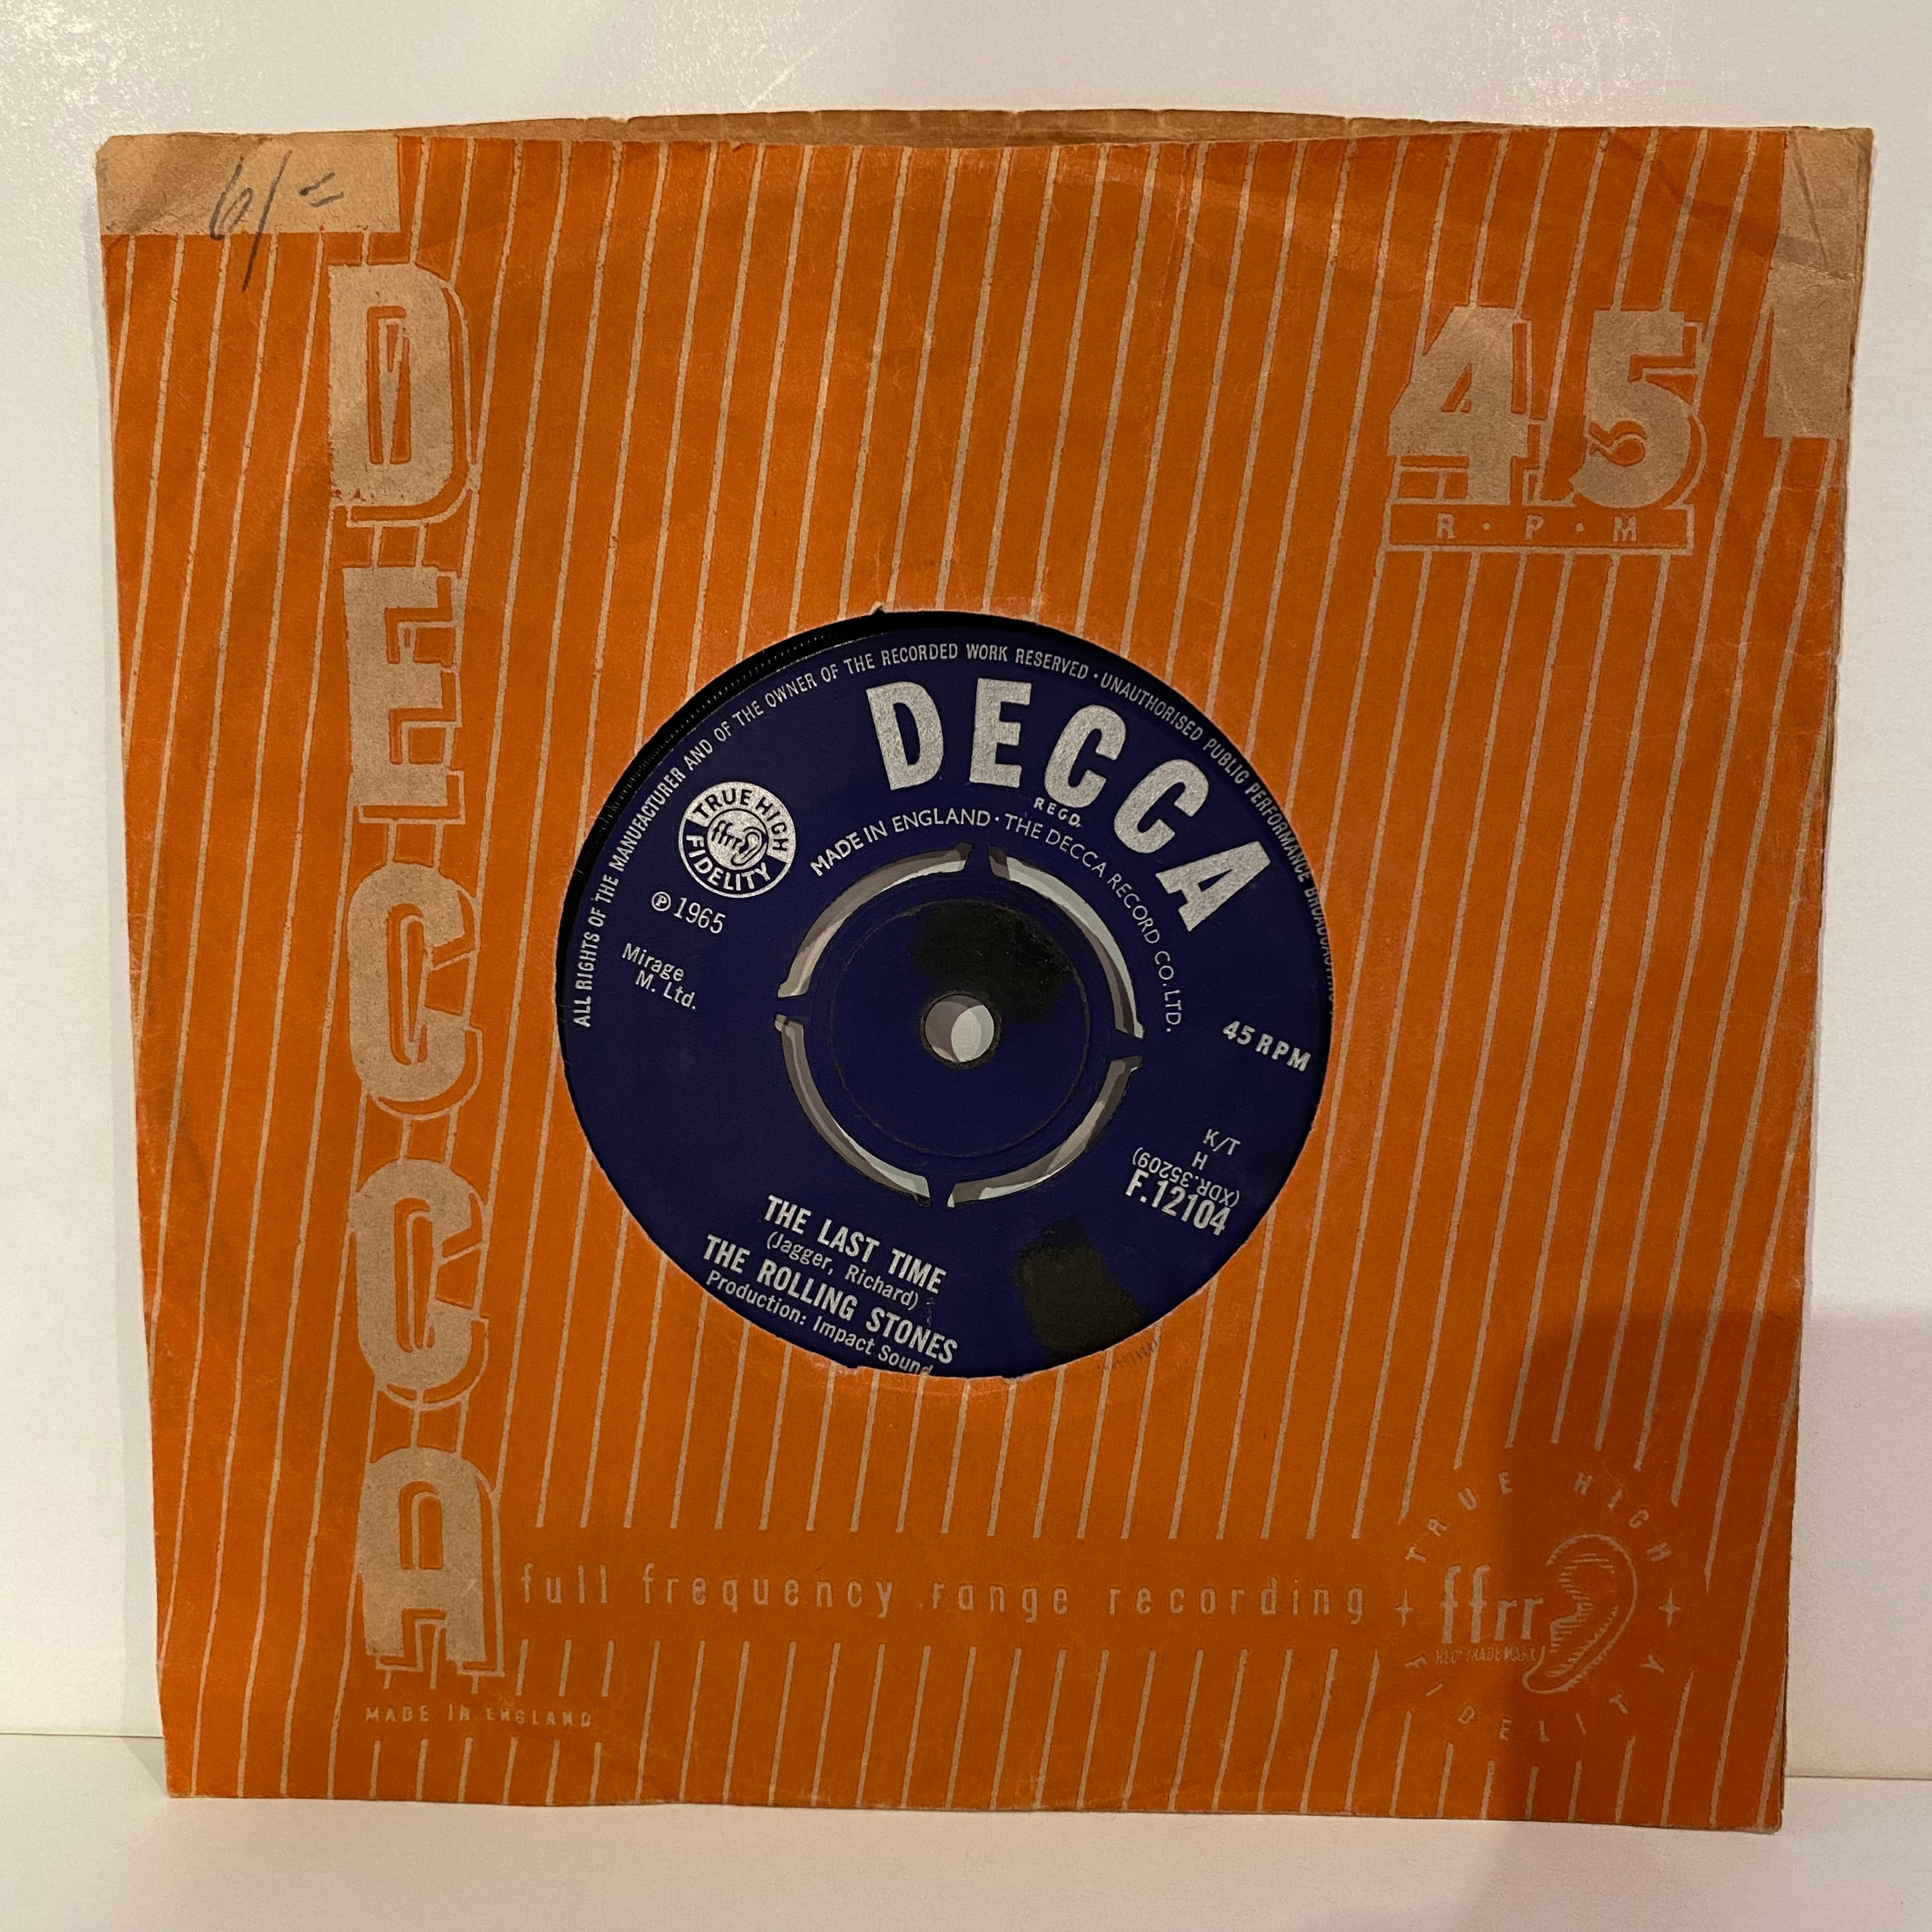 6/=
DECCA
45
R·P·M
ALL RIGHTS OF THE MANUFACTURER AND OF THE OWNER OF THE RECORDED WORK RESERVED · UNAUTHORISED PUBLIC PERFORMANCE BROADCASTING
DECCA
REGD.
MADE IN ENGLAND · THE DECCA RECORD CO. LTD.
TRUE HIGH
ffrr
FIDELITY
℗ 1965
Mirage
M. Ltd.
45 RPM
L/K
H
(XDR.35209)
F.12104
THE LAST TIME
(Jagger, Richard)
THE ROLLING STONES
Production: Impact Sound
full frequency range recording
TRUE HIGH
ffrr
REGD TRADE MARK
FIDELITY
MADE IN ENGLAND